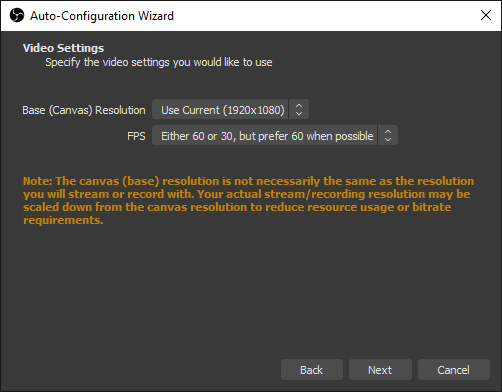 Auto-Configuration Wizard
Video Settings
Specify the video settings you would like to use
Base (Canvas) Resolution Use Current (1920x1080)
FPS Either 60 or 30, but prefer 60 when possible
Note: The canvas (base) resolution is not necessarily the same as the resolution
you will stream or record with. Your actual stream/recording resolution may be
scaled down from the canvas resolution to reduce resource usage or bitrate
requirements.
Back Next Cancel